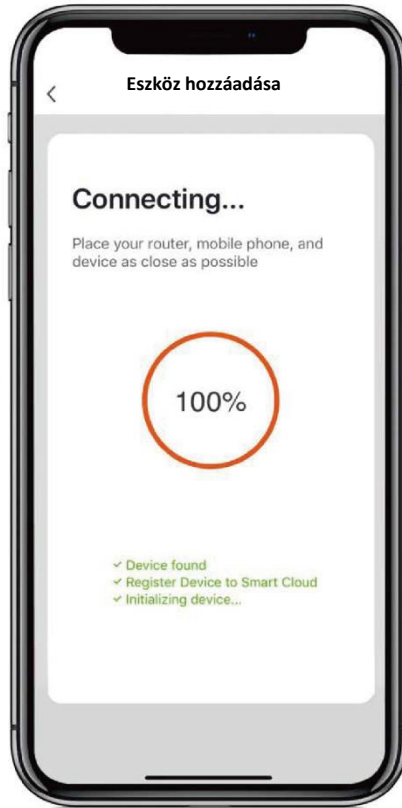 Eszköz hozzáadása
Connecting...
Place your router, mobile phone, and
device as close as possible
100%
✓ Device found
✓ Register Device to Smart Cloud
✓ Initializing device...